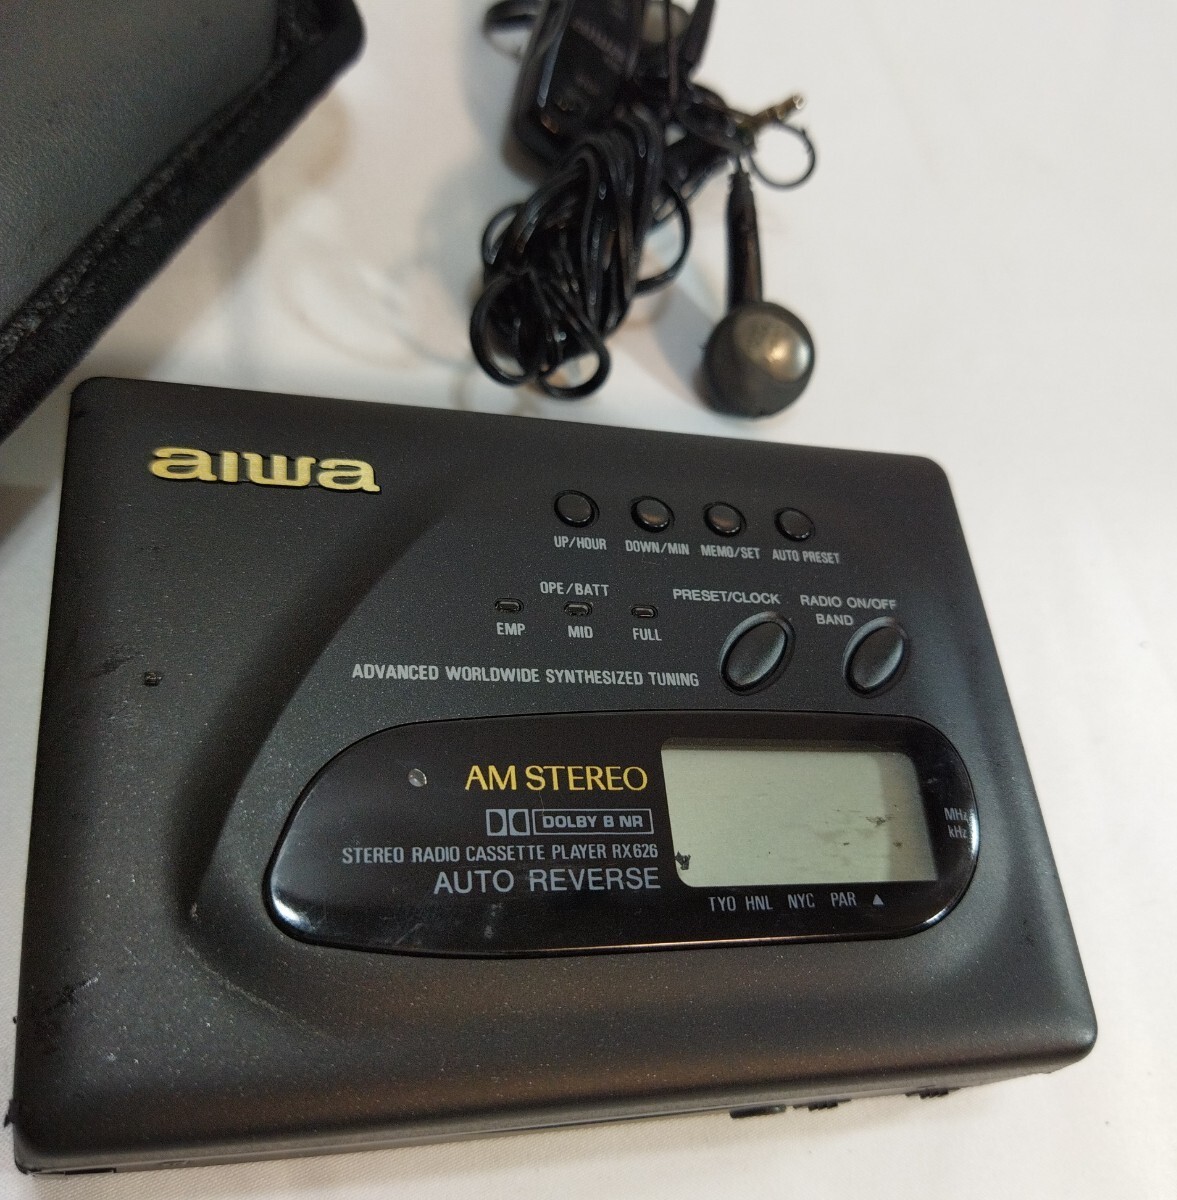 aiwa
UP/HOUR DOWN/MIN MEMO/SET AUTO PRESET
OPE/BATT
EMP MID FULL
PRESET/CLOCK
RADIO ON/OFF
BAND
ADVANCED WORLDWIDE SYNTHESIZED TUNING
AM STEREO
DOLBY B NR
STEREO RADIO CASSETTE PLAYER RX626
AUTO REVERSE
MHz
kHz
TYO HNL NYC PAR ▲